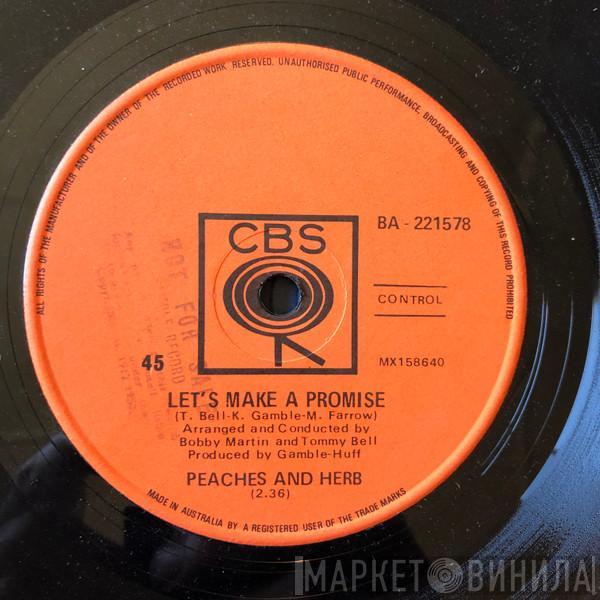 ALL RIGHTS OF THE MANUFACTURER AND OF THE OWNER OF THE RECORDED WORK RESERVED. UNAUTHORISED PUBLIC PERFORMANCE, BROADCASTING AND COPYING OF THIS RECORD PROHIBITED
CBS
BA - 221578
CONTROL
NOT FOR SALE
45
MX158640
LET'S MAKE A PROMISE
(T. Bell-K. Gamble-M. Farrow)
Arranged and Conducted by
Bobby Martin and Tommy Bell
Produced by Gamble-Huff
PEACHES AND HERB
(2.36)
MADE IN AUSTRALIA BY A REGISTERED USER OF THE TRADE MARKS
МАРКЕТ ВИНИЛА